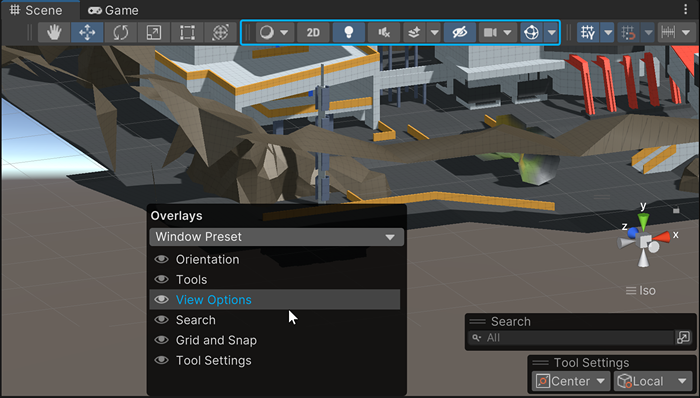 Scene Game
2D
Overlays
Window Preset
Orientation
Tools
View Options
Search
Grid and Snap
Tool Settings
y
z x
Iso
Search
All
Tool Settings
Center Local